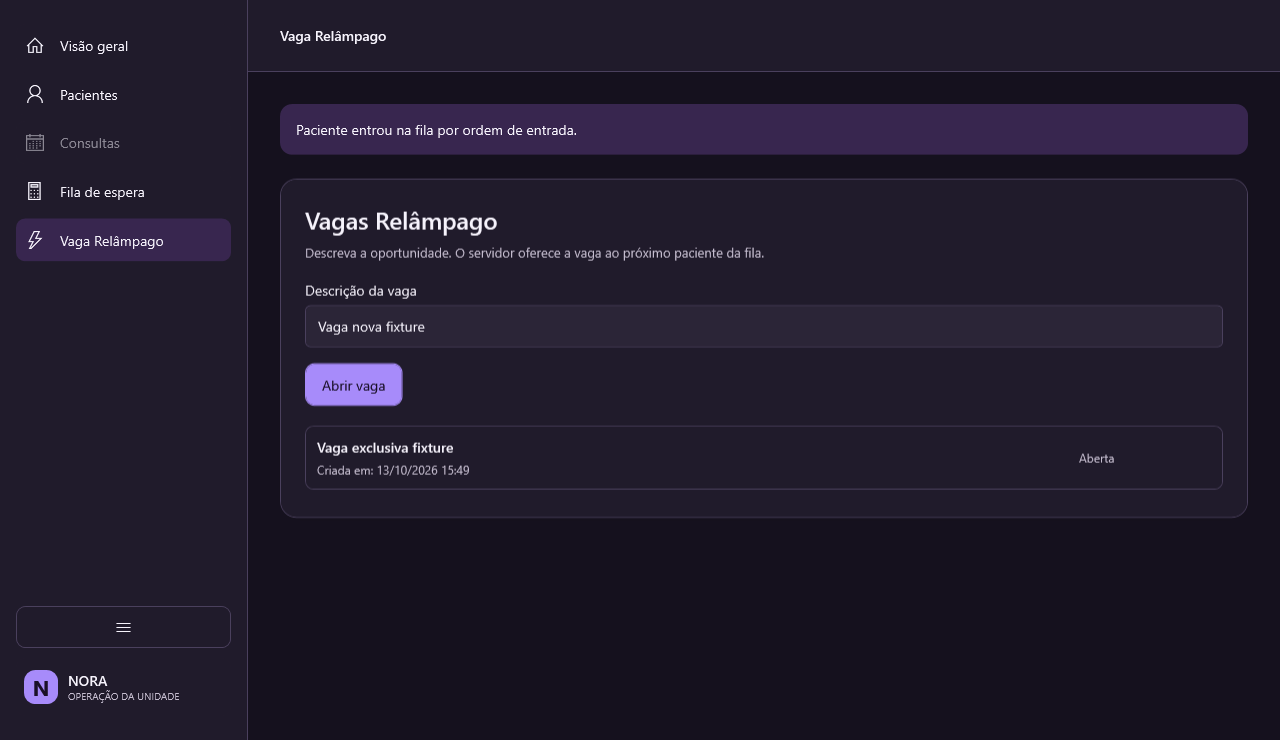 Visão geral
Pacientes
Consultas
Fila de espera
Vaga Relâmpago
N
NORA
OPERAÇÃO DA UNIDADE
Vaga Relâmpago
Paciente entrou na fila por ordem de entrada.
Vagas Relâmpago
Descreva a oportunidade. O servidor oferece a vaga ao próximo paciente da fila.
Descrição da vaga
Vaga nova fixture
Abrir vaga
Vaga exclusiva fixture
Criada em: 13/10/2026 15:49
Aberta